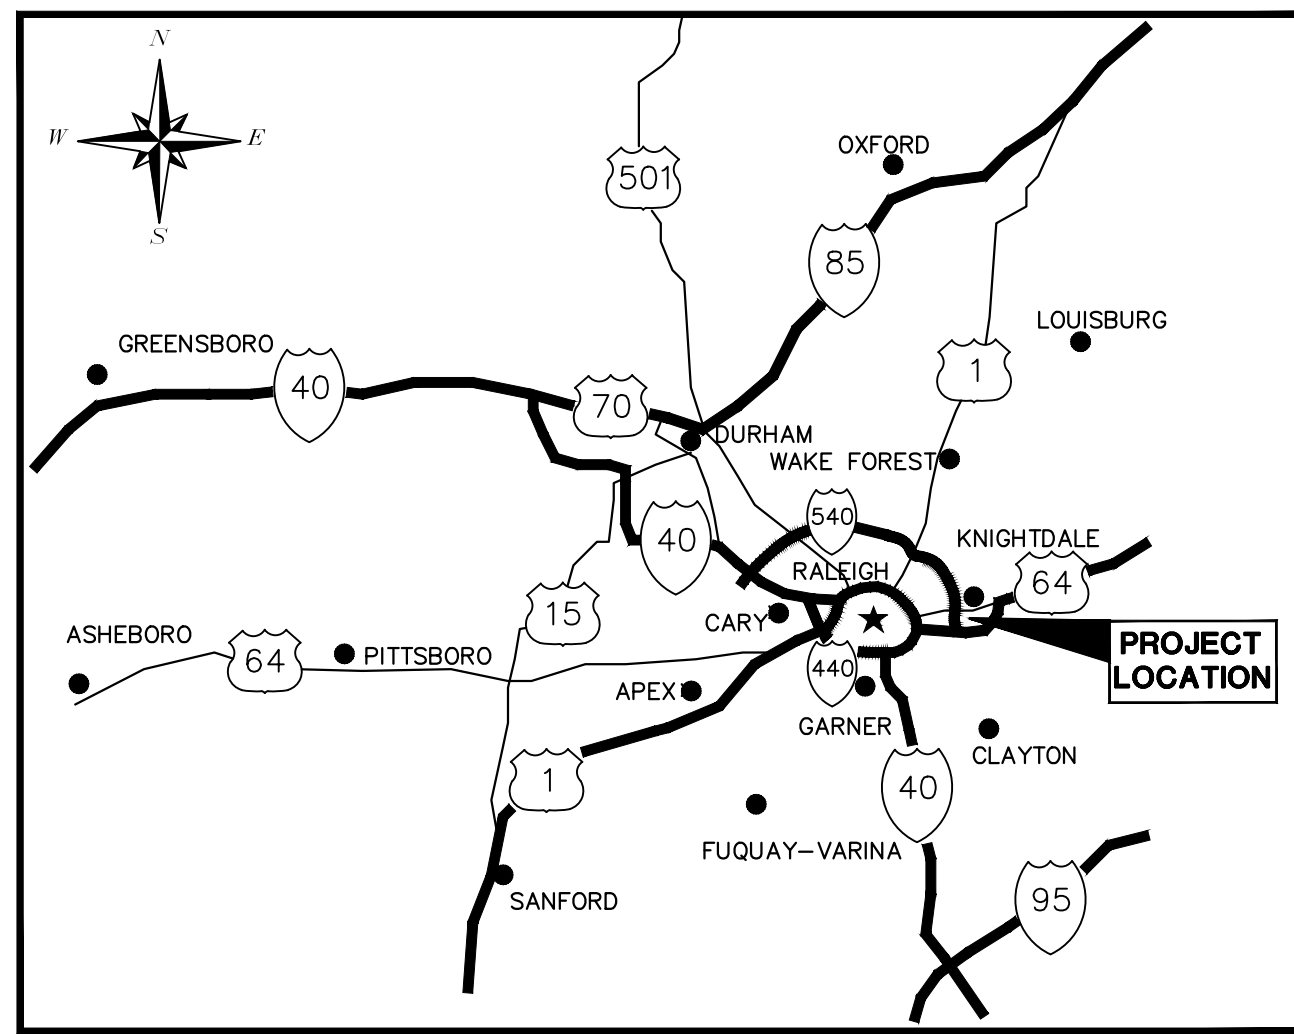 N
W
E
S
OXFORD
501
85
LOUISBURG
GREENSBORO
1
40
70
DURHAM
WAKE FOREST
540
40
KNIGHTDALE
RALEIGH
64
15
CARY
ASHEBORO
PROJECT
LOCATION
64
PITTSBORO
440
APEX
GARNER
CLAYTON
1
40
FUQUAY-VARINA
95
SANFORD